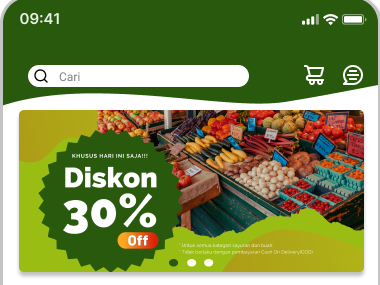 09:41
Cari
KHUSUS HARI INI SAJA!!!
Diskon
30%
Off
* Untuk semua kategori sayuran dan buah
* Tidak berlaku dengan pembayaran Cash On Delivery(COD)